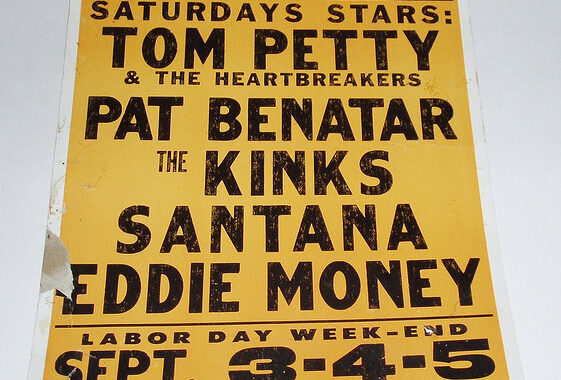 SATURDAYS STARS:
TOM PETTY
& THE HEARTBREAKERS
PAT BENATAR
THE KINKS
SANTANA
EDDIE MONEY
LABOR DAY WEEK-END
SEPT. 3-4-5